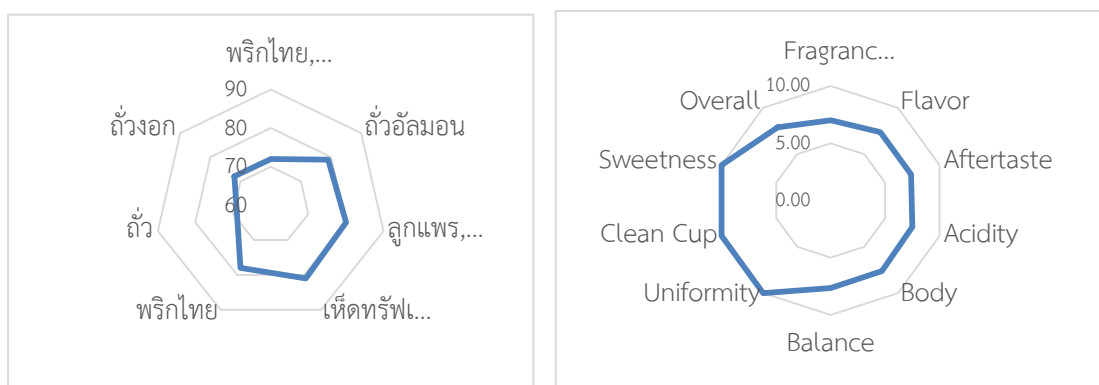 พริกไทย,...
90
80
70
60
ถั่วอัลมอน
ลูกแพร,...
เห็ดทรัฟเ...
พริกไทย
ถั่ว
ถั่วงอก
Fragranc...
10.00
5.00
0.00
Flavor
Aftertaste
Acidity
Body
Balance
Uniformity
Clean Cup
Sweetness
Overall